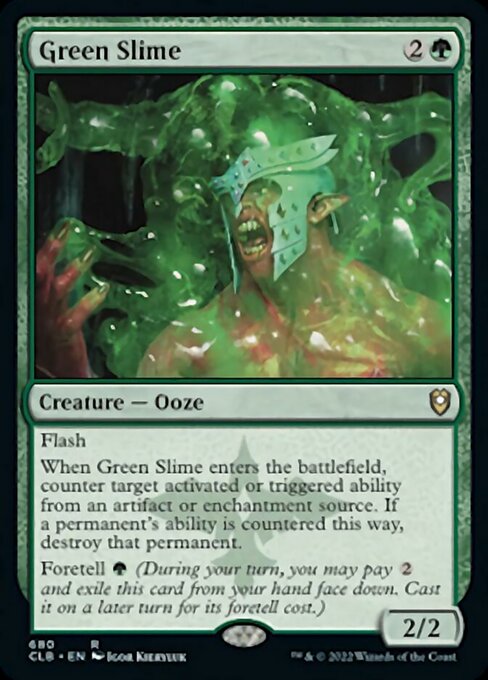 Green Slime 2
Creature — Ooze
Flash
When Green Slime enters the battlefield,
counter target activated or triggered ability
from an artifact or enchantment source. If
a permanent's ability is countered this way,
destroy that permanent.
Foretell (During your turn, you may pay 2
and exile this card from your hand face down. Cast
it on a later turn for its foretell cost.)
2/2
680 R
CLB • EN Igor Kieryluk
™ & © 2022 Wizards of the Coast